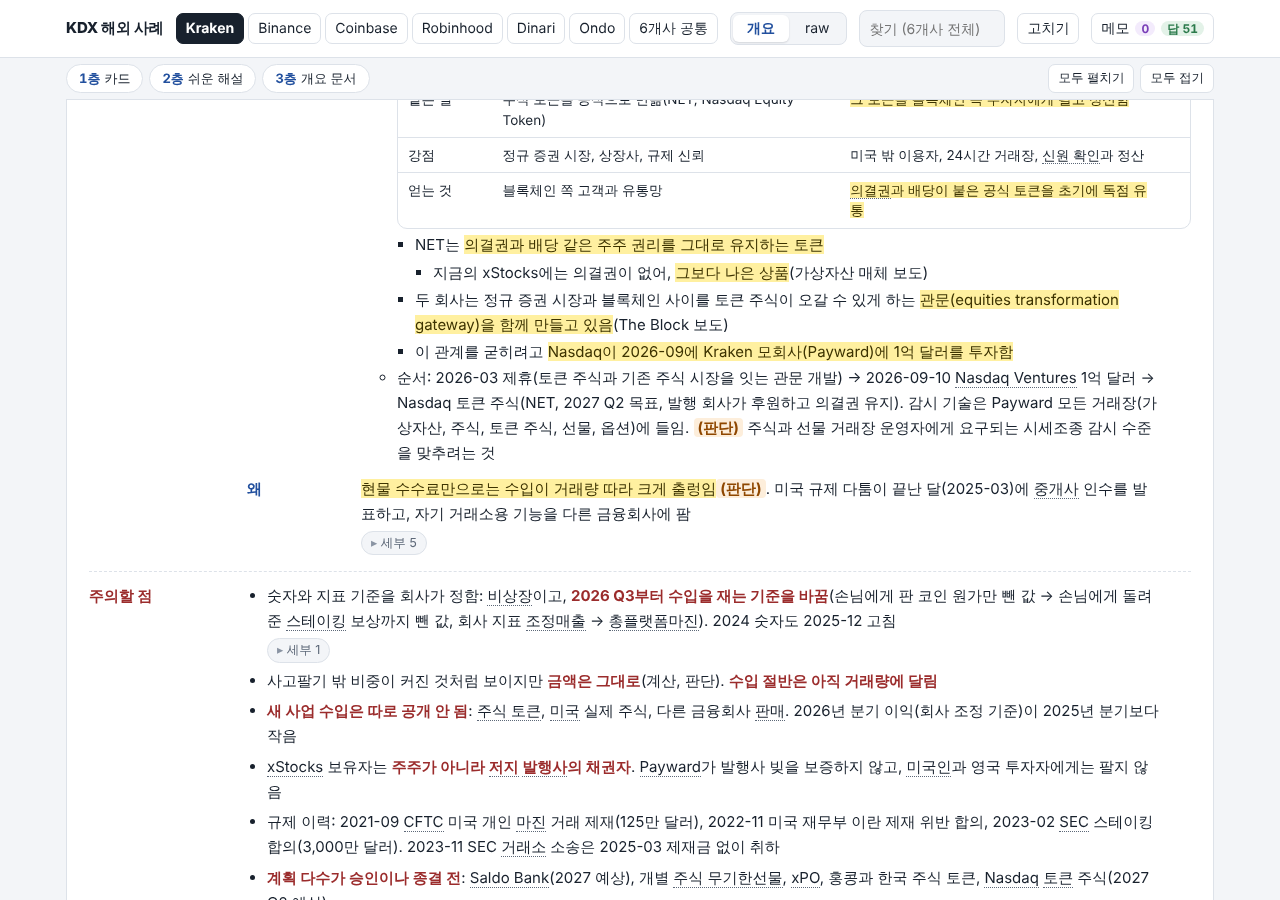 KDX 해외 사례 Kraken Binance Coinbase Robinhood Dinari Ondo 6개사 공통 개요 raw 찾기 (6개사 전체) 고치기 메모 0 답 51
1층 카드 2층 쉬운 해설 3층 개요 문서 모두 펼치기 모두 접기
Token)
강점 정규 증권 시장, 상장사, 규제 신뢰 미국 밖 이용자, 24시간 거래장, 신원 확인과 정산
얻는 것 블록체인 쪽 고객과 유통망 의결권과 배당이 붙은 공식 토큰을 초기에 독점 유
통
▪ NET는 의결권과 배당 같은 주주 권리를 그대로 유지하는 토큰
▪ 지금의 xStocks에는 의결권이 없어, 그보다 나은 상품(가상자산 매체 보도)
▪ 두 회사는 정규 증권 시장과 블록체인 사이를 토큰 주식이 오갈 수 있게 하는 관문(equities transformation
gateway)을 함께 만들고 있음(The Block 보도)
▪ 이 관계를 굳히려고 Nasdaq이 2026-09에 Kraken 모회사(Payward)에 1억 달러를 투자함
◦ 순서: 2026-03 제휴(토큰 주식과 기존 주식 시장을 잇는 관문 개발) → 2026-09-10 Nasdaq Ventures 1억 달러 →
Nasdaq 토큰 주식(NET, 2027 Q2 목표, 발행 회사가 후원하고 의결권 유지). 감시 기술은 Payward 모든 거래장(가
상자산, 주식, 토큰 주식, 선물, 옵션)에 들임. (판단) 주식과 선물 거래장 운영자에게 요구되는 시세조종 감시 수준
을 맞추려는 것
왜 현물 수수료만으로는 수입이 거래량 따라 크게 출렁임 (판단). 미국 규제 다툼이 끝난 달(2025-03)에 중개사 인수를 발
표하고, 자기 거래소용 기능을 다른 금융회사에 팜
▸ 세부 5
주의할 점 • 숫자와 지표 기준을 회사가 정함: 비상장이고, 2026 Q3부터 수입을 재는 기준을 바꿈(손님에게 판 코인 원가만 뺀 값 → 손님에게 돌려
준 스테이킹 보상까지 뺀 값, 회사 지표 조정매출 → 총플랫폼마진). 2024 숫자도 2025-12 고침
▸ 세부 1
• 사고팔기 밖 비중이 커진 것처럼 보이지만 금액은 그대로(계산, 판단). 수입 절반은 아직 거래량에 달림
• 새 사업 수입은 따로 공개 안 됨: 주식 토큰, 미국 실제 주식, 다른 금융회사 판매. 2026년 분기 이익(회사 조정 기준)이 2025년 분기보다
작음
• xStocks 보유자는 주주가 아니라 저지 발행사의 채권자. Payward가 발행사 빚을 보증하지 않고, 미국인과 영국 투자자에게는 팔지 않
음
• 규제 이력: 2021-09 CFTC 미국 개인 마진 거래 제재(125만 달러), 2022-11 미국 재무부 이란 제재 위반 합의, 2023-02 SEC 스테이킹
합의(3,000만 달러). 2023-11 SEC 거래소 소송은 2025-03 제재금 없이 취하
• 계획 다수가 승인이나 종결 전: Saldo Bank(2027 예상), 개별 주식 무기한선물, xPO, 홍콩과 한국 주식 토큰, Nasdaq 토큰 주식(2027